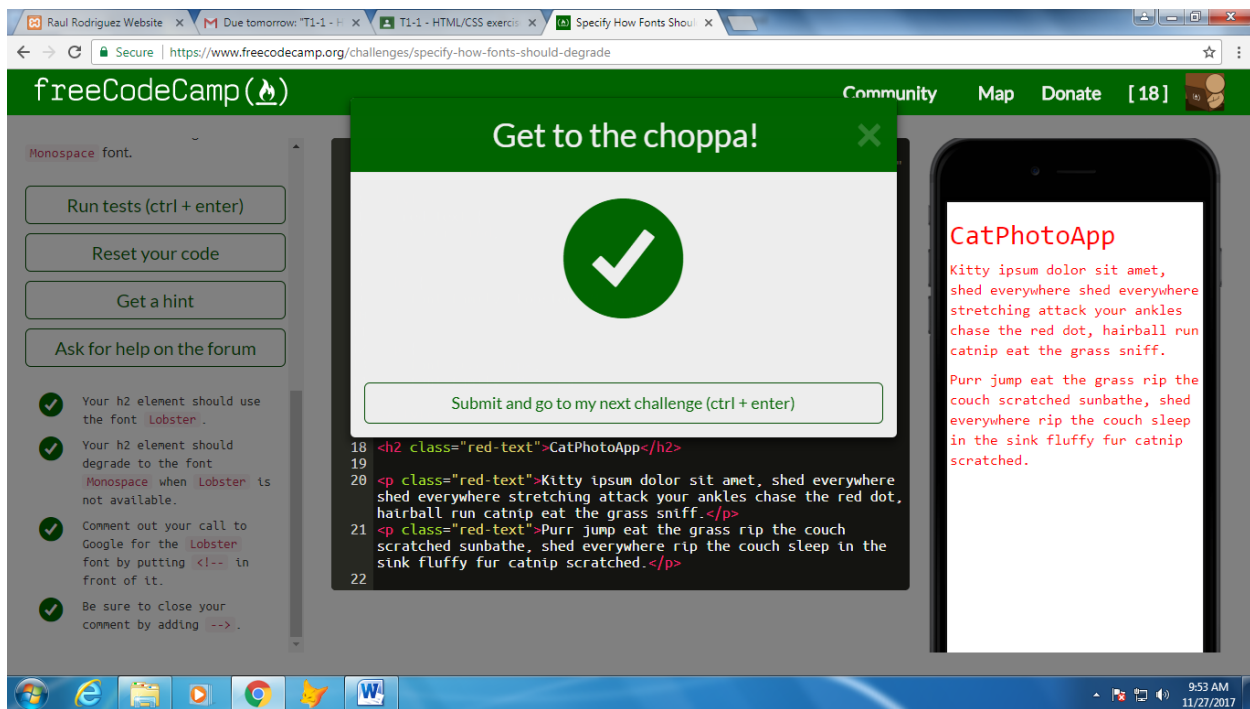 Raul Rodriguez Website
Due tomorrow: "T1-1 - H
T1-1 - HTML/CSS exercis
Specify How Fonts Shoul
Secure | https://www.freecodecamp.org/challenges/specify-how-fonts-should-degrade
freeCodeCamp
Community Map Donate [ 18 ]
Monospace font.
Run tests (ctrl + enter)
Reset your code
Get a hint
Ask for help on the forum
Your h2 element should use
the font Lobster .
Your h2 element should
degrade to the font
Monospace when Lobster is
not available.
Comment out your call to
Google for the Lobster
font by putting <!-- in
front of it.
Be sure to close your
comment by adding --> .
Get to the choppa!
Submit and go to my next challenge (ctrl + enter)
18 <h2 class="red-text">CatPhotoApp</h2>
19
20 <p class="red-text">Kitty ipsum dolor sit amet, shed everywhere
shed everywhere stretching attack your ankles chase the red dot,
hairball run catnip eat the grass sniff.</p>
21 <p class="red-text">Purr jump eat the grass rip the couch
scratched sunbathe, shed everywhere rip the couch sleep in the
sink fluffy fur catnip scratched.</p>
22
CatPhotoApp
Kitty ipsum dolor sit amet,
shed everywhere shed everywhere
stretching attack your ankles
chase the red dot, hairball run
catnip eat the grass sniff.
Purr jump eat the grass rip the
couch scratched sunbathe, shed
everywhere rip the couch sleep
in the sink fluffy fur catnip
scratched.
9:53 AM
11/27/2017